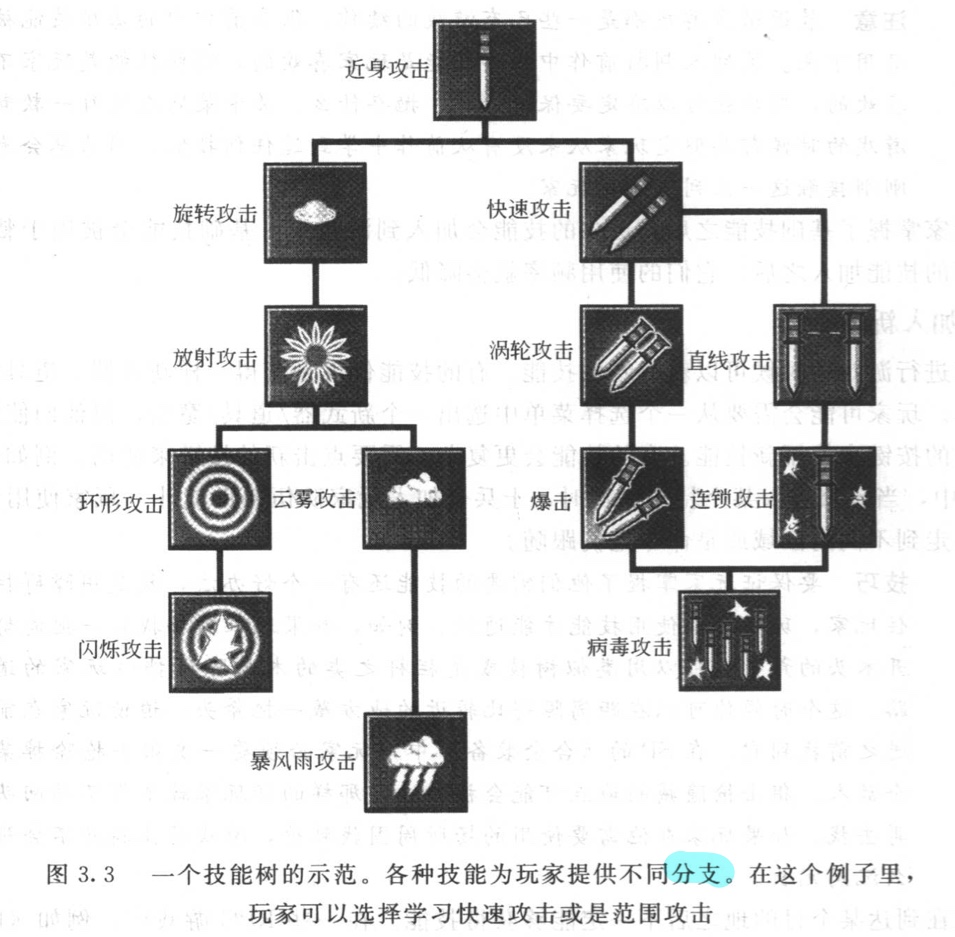 近身攻击
旋转攻击
快速攻击
放射攻击
涡轮攻击
直线攻击
环形攻击
云雾攻击
爆击
连锁攻击
闪烁攻击
病毒攻击
暴风雨攻击
图 3.3 一个技能树的示范。各种技能为玩家提供不同分支。在这个例子里，
玩家可以选择学习快速攻击或是范围攻击